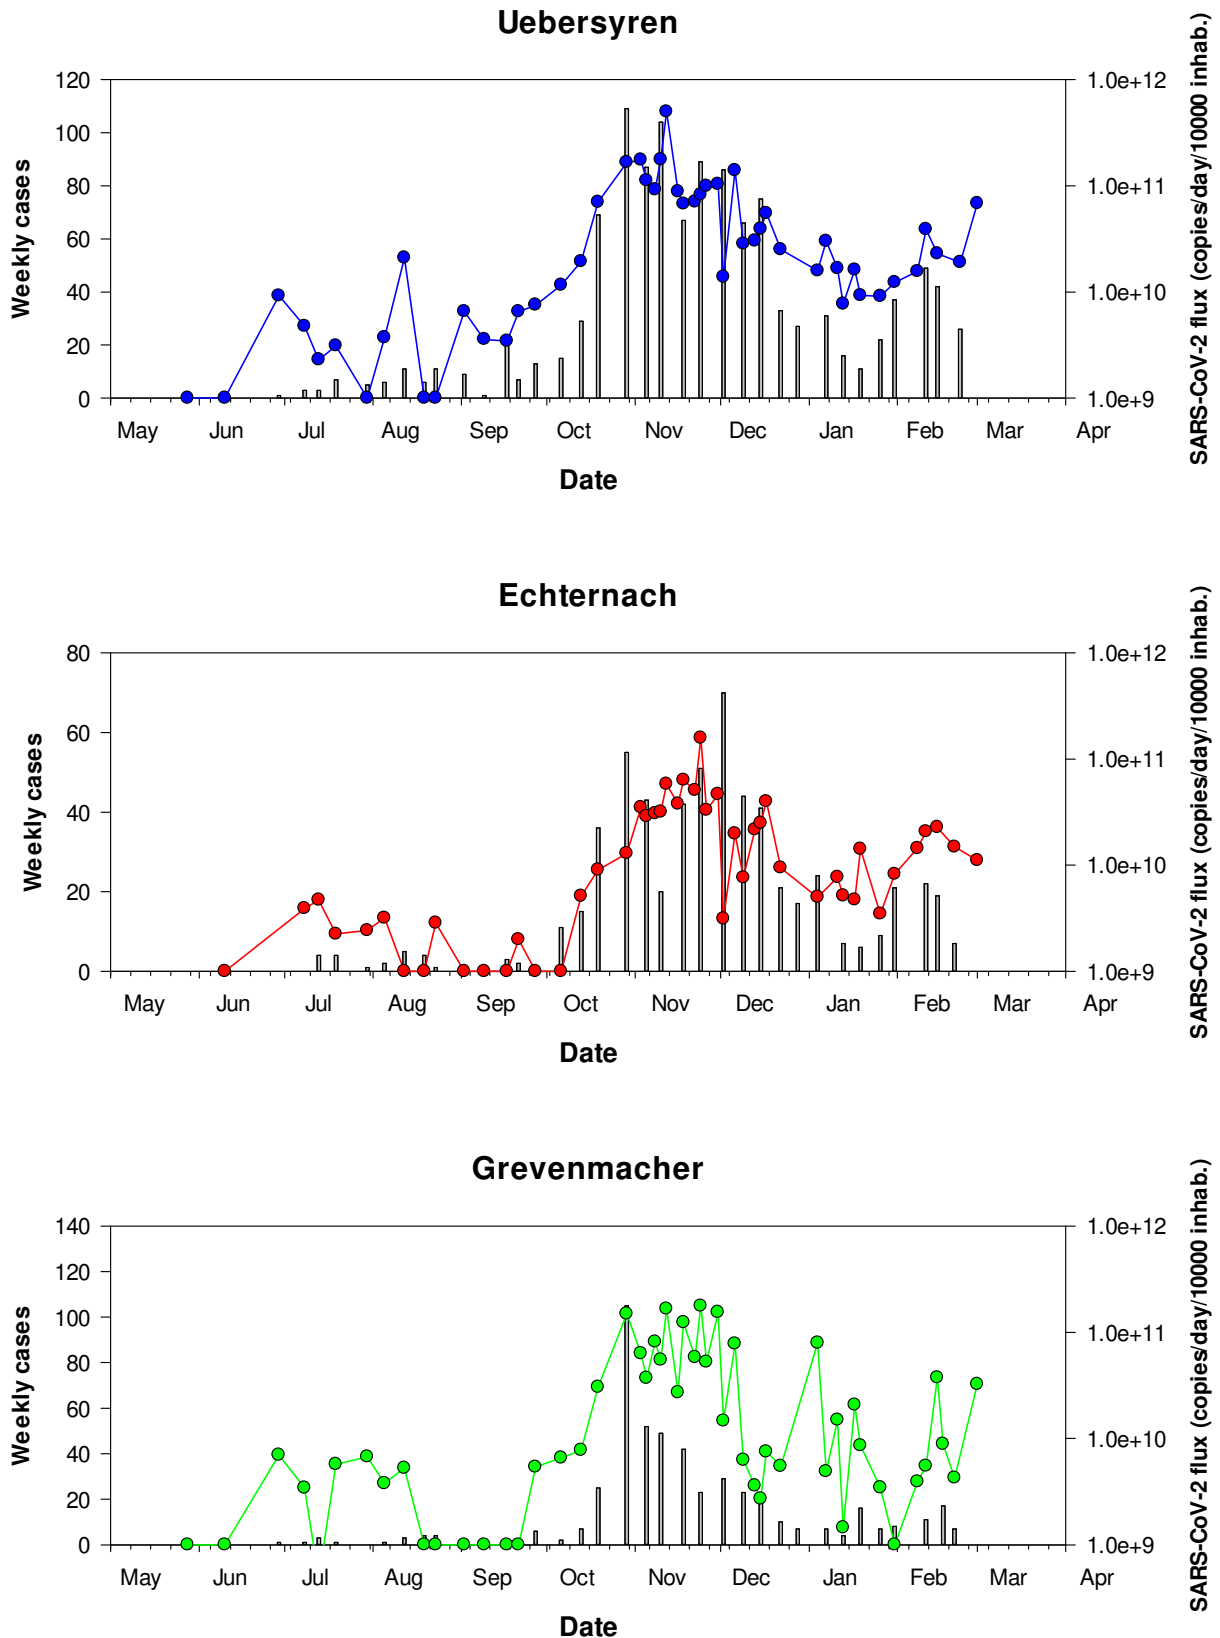 Uebersyren
120
100
80
60
40
20
0
Weekly cases
1.0e+12
1.0e+11
1.0e+10
1.0e+9
SARS-CoV-2 flux (copies/day/10000 inhab.)
May Jun Jul Aug Sep Oct Nov Dec Jan Feb Mar Apr
Date
Echternach
80
60
40
20
0
Weekly cases
1.0e+12
1.0e+11
1.0e+10
1.0e+9
SARS-CoV-2 flux (copies/day/10000 inhab.)
May Jun Jul Aug Sep Oct Nov Dec Jan Feb Mar Apr
Date
Grevenmacher
140
120
100
80
60
40
20
0
Weekly cases
1.0e+12
1.0e+11
1.0e+10
1.0e+9
SARS-CoV-2 flux (copies/day/10000 inhab.)
May Jun Jul Aug Sep Oct Nov Dec Jan Feb Mar Apr
Date